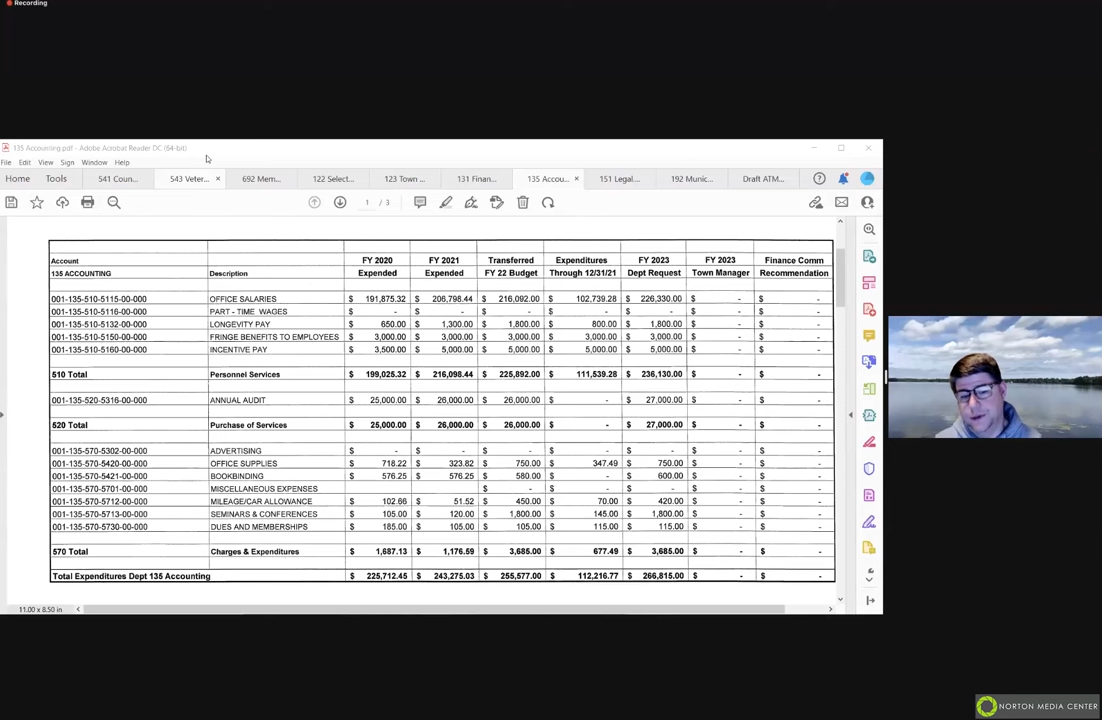 Recording
135 Accounting.pdf - Adobe Acrobat Reader DC (64-bit)
File Edit View Sign Window Help
Home Tools 541 Coun... 543 Veter... × 692 Mem... 122 Select... 123 Town ... 131 Finan... 135 Accou... × 151 Legal.... 192 Munic... Draft ATM...
1 / 3
FY 2020 FY 2021 Transferred Expenditures FY 2023 FY 2023 Finance Comm
Account
135 ACCOUNTING Description Expended Expended FY 22 Budget Through 12/31/21 Dept Request Town Manager Recommendation
001-135-510-5115-00-000 OFFICE SALARIES $ 191,875.32 $ 206,798.44 $ 216,092.00 $ 102,739.28 $ 226,330.00 $ - $ -
001-135-510-5116-00-000 PART - TIME WAGES $ - $ - $ - $ - $ - $ - $ -
001-135-510-5132-00-000 LONGEVITY PAY $ 650.00 $ 1,300.00 $ 1,800.00 $ 800.00 $ 1,800.00 $ - $ -
001-135-510-5150-00-000 FRINGE BENEFITS TO EMPLOYEES $ 3,000.00 $ 3,000.00 $ 3,000.00 $ 3,000.00 $ 3,000.00 $ - $ -
001-135-510-5160-00-000 INCENTIVE PAY $ 3,500.00 $ 5,000.00 $ 5,000.00 $ 5,000.00 $ 5,000.00 $ - $ -
510 Total Personnel Services $ 199,025.32 $ 216,098.44 $ 225,892.00 $ 111,539.28 $ 236,130.00 $ - $ -
001-135-520-5316-00-000 ANNUAL AUDIT $ 25,000.00 $ 26,000.00 $ 26,000.00 $ - $ 27,000.00 $ - $ -
520 Total Purchase of Services $ 25,000.00 $ 26,000.00 $ 26,000.00 $ - $ 27,000.00 $ - $ -
001-135-570-5302-00-000 ADVERTISING $ - $ - $ - $ - $ - $ - $ -
001-135-570-5420-00-000 OFFICE SUPPLIES $ 718.22 $ 323.82 $ 750.00 $ 347.49 $ 750.00 $ - $ -
001-135-570-5421-00-000 BOOKBINDING $ 576.25 $ 576.25 $ 580.00 $ - $ 600.00 $ - $ -
001-135-570-5701-00-000 MISCELLANEOUS EXPENSES $ - $ - $ - $ - $ -
001-135-570-5712-00-000 MILEAGE/CAR ALLOWANCE $ 102.66 $ 51.52 $ 450.00 $ 70.00 $ 420.00 $ - $ -
001-135-570-5713-00-000 SEMINARS & CONFERENCES $ 105.00 $ 120.00 $ 1,800.00 $ 145.00 $ 1,800.00 $ - $ -
001-135-570-5730-00-000 DUES AND MEMBERSHIPS $ 185.00 $ 105.00 $ 105.00 $ 115.00 $ 115.00 $ - $ -
570 Total Charges & Expenditures $ 1,687.13 $ 1,176.59 $ 3,685.00 $ 677.49 $ 3,685.00 $ - $ -
Total Expenditures Dept 135 Accounting $ 225,712.45 $ 243,275.03 $ 255,577.00 $ 112,216.77 $ 266,815.00 $ - $ -
11.00 x 8.50 in
NORTON MEDIA CENTER